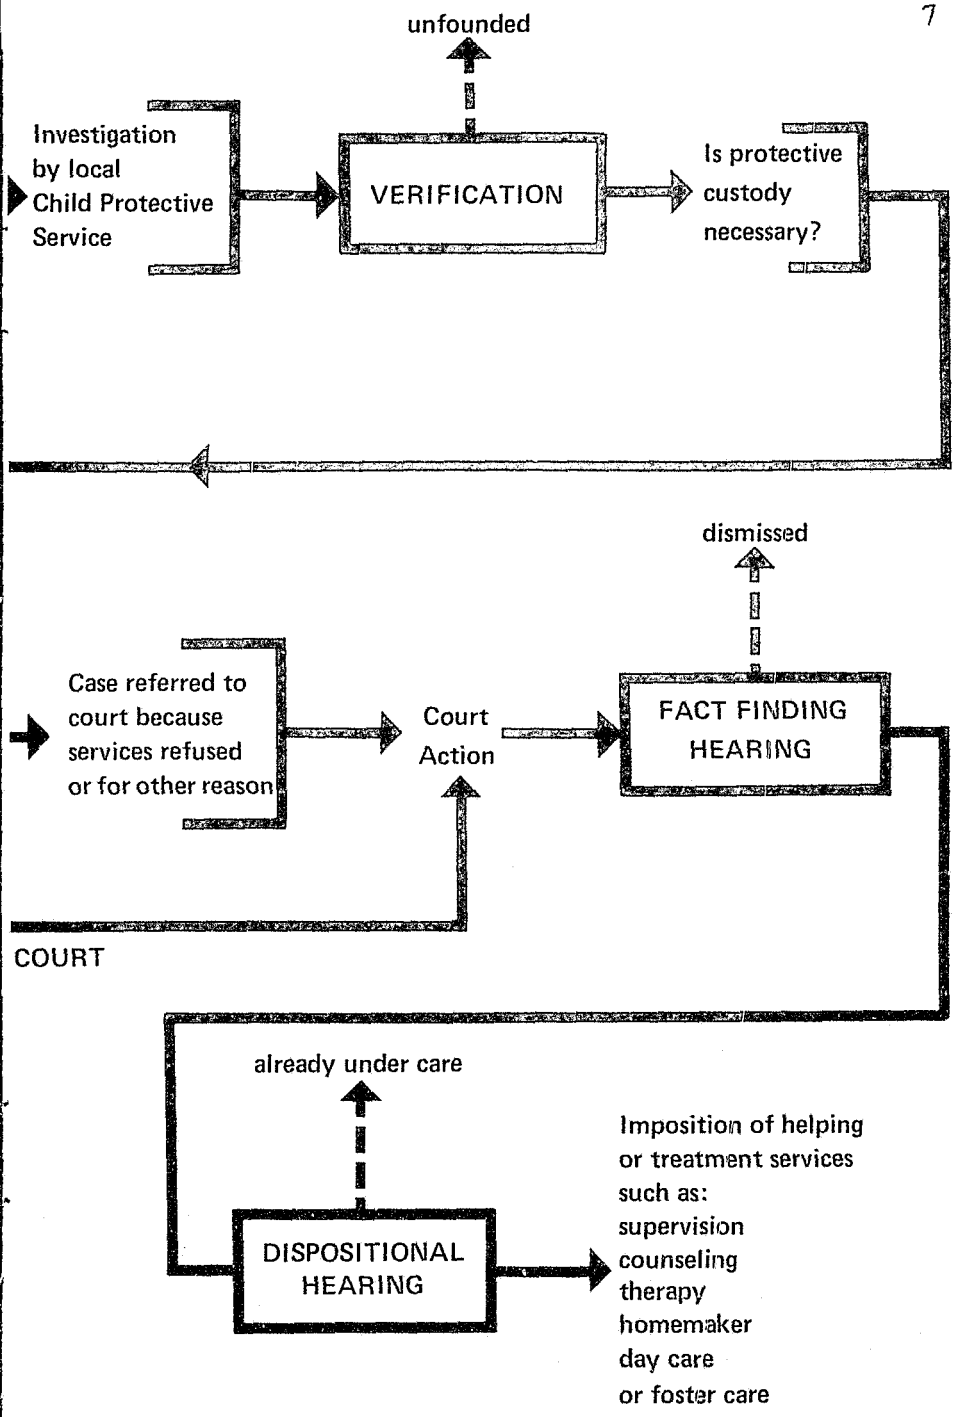 7
unfounded
Investigation
by local
Child Protective
Service
VERIFICATION
Is protective
custody
necessary?
dismissed
Case referred to
court because
services refused
or for other reason
Court
Action
FACT FINDING
HEARING
COURT
already under care
DISPOSITIONAL
HEARING
Imposition of helping
or treatment services
such as:
supervision
counseling
therapy
homemaker
day care
or foster care